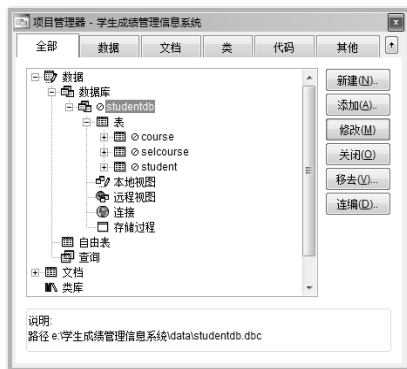 项目管理器 - 学生成绩管理信息系统
全部 数据 文档 类 代码 其他
数据
数据库
studentdb
表
course
selcourse
student
本地视图
远程视图
连接
存储过程
自由表
查询
文档
类库
新建(N)..
添加(A)..
修改(M)
关闭(O)
移去(V)...
连编(D)..
说明:
路径 e:\学生成绩管理信息系统\data\studentdb.dbc